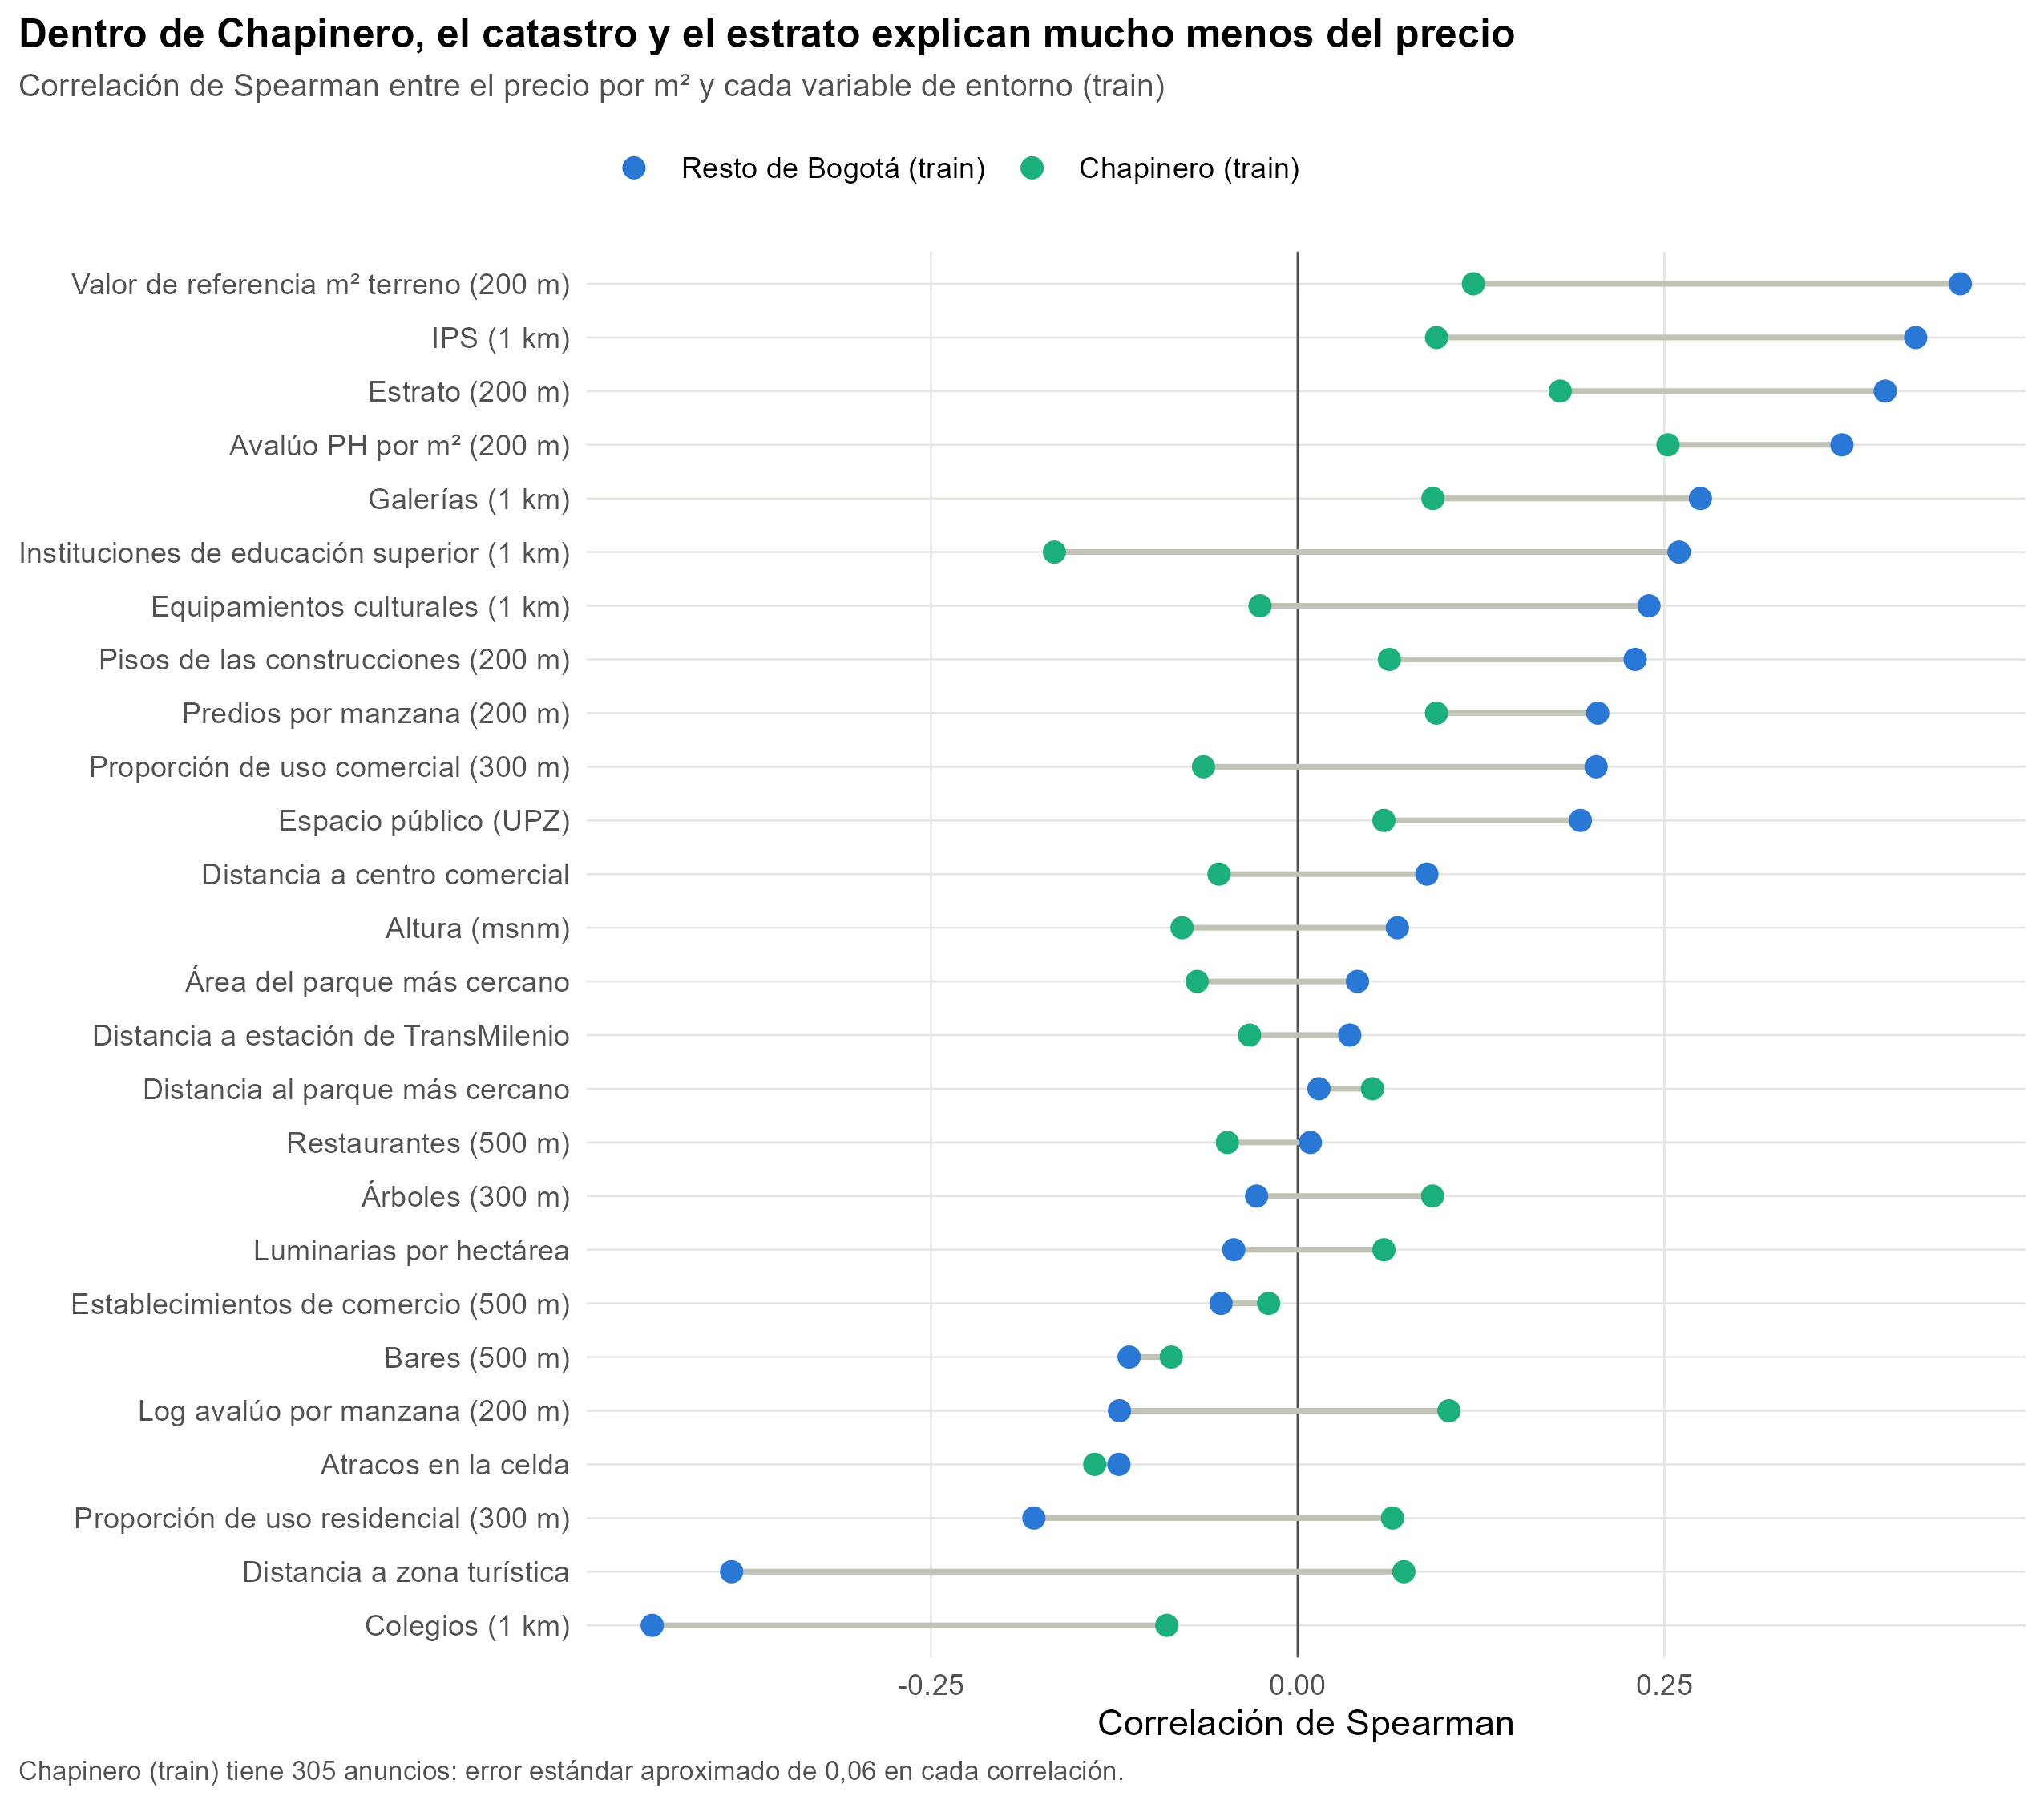 Dentro de Chapinero, el catastro y el estrato explican mucho menos del precio
Correlación de Spearman entre el precio por m² y cada variable de entorno (train)
Resto de Bogotá (train)
Chapinero (train)
Valor de referencia m² terreno (200 m)
IPS (1 km)
Estrato (200 m)
Avalúo PH por m² (200 m)
Galerías (1 km)
Instituciones de educación superior (1 km)
Equipamientos culturales (1 km)
Pisos de las construcciones (200 m)
Predios por manzana (200 m)
Proporción de uso comercial (300 m)
Espacio público (UPZ)
Distancia a centro comercial
Altura (msnm)
Área del parque más cercano
Distancia a estación de TransMilenio
Distancia al parque más cercano
Restaurantes (500 m)
Árboles (300 m)
Luminarias por hectárea
Establecimientos de comercio (500 m)
Bares (500 m)
Log avalúo por manzana (200 m)
Atracos en la celda
Proporción de uso residencial (300 m)
Distancia a zona turística
Colegios (1 km)
-0.25
0.00
0.25
Correlación de Spearman
Chapinero (train) tiene 305 anuncios: error estándar aproximado de 0,06 en cada correlación.